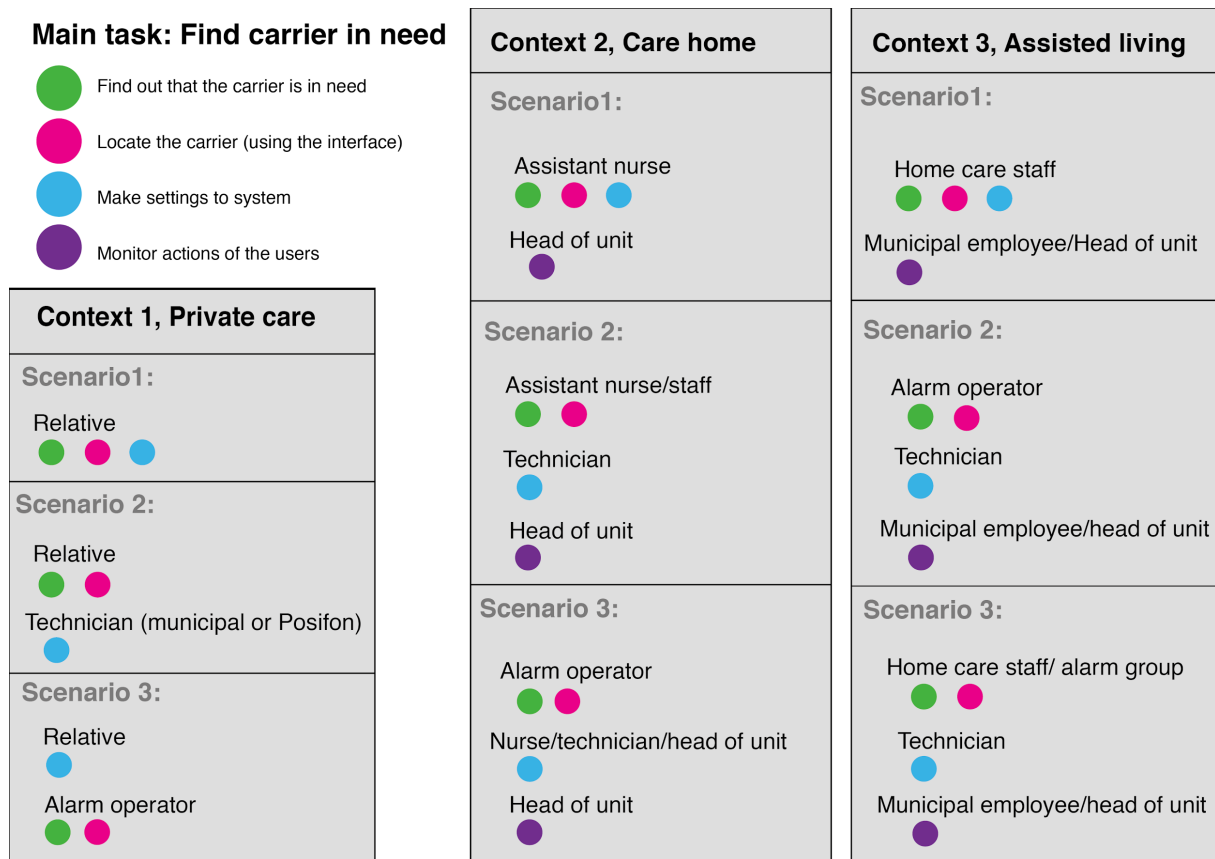 Main task: Find carrier in need
Find out that the carrier is in need
Locate the carrier (using the interface)
Make settings to system
Monitor actions of the users
Context 1, Private care
Scenario1:
Relative
Scenario 2:
Relative
Technician (municipal or Posifon)
Scenario 3:
Relative
Alarm operator
Context 2, Care home
Scenario1:
Assistant nurse
Head of unit
Scenario 2:
Assistant nurse/staff
Technician
Head of unit
Scenario 3:
Alarm operator
Nurse/technician/head of unit
Head of unit
Context 3, Assisted living
Scenario1:
Home care staff
Municipal employee/Head of unit
Scenario 2:
Alarm operator
Technician
Municipal employee/head of unit
Scenario 3:
Home care staff/ alarm group
Technician
Municipal employee/head of unit